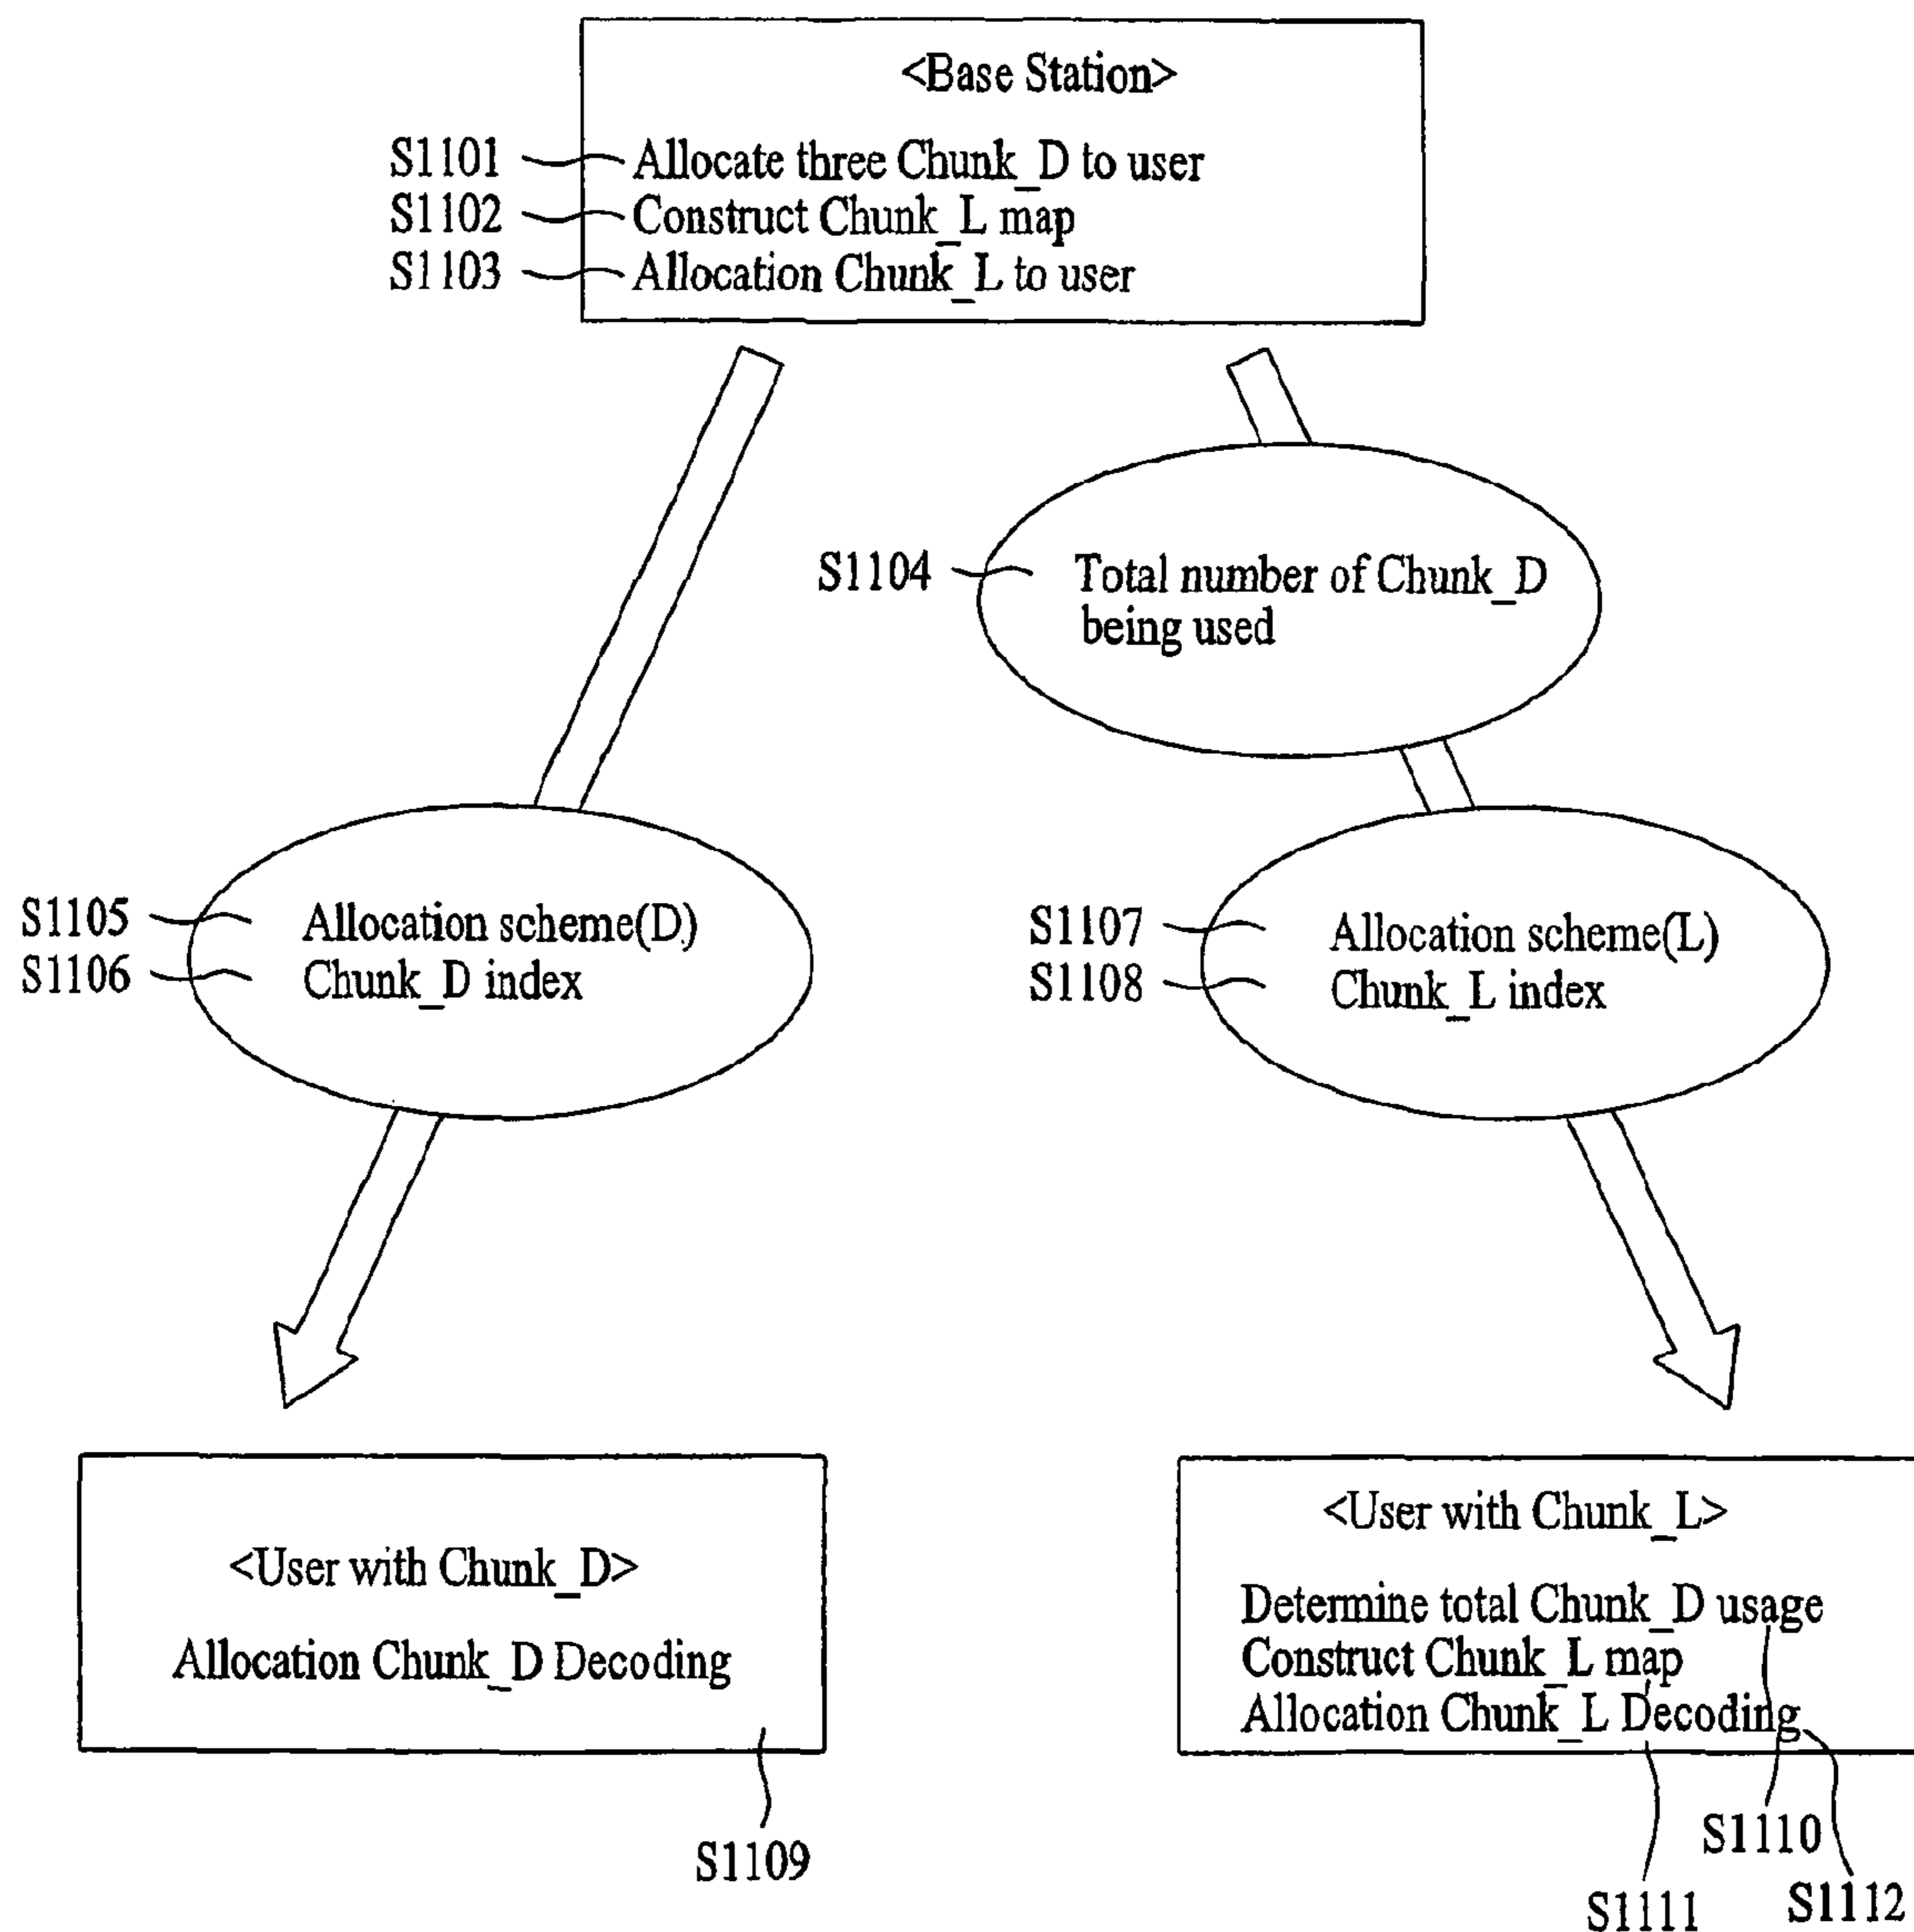 <Base Station>
S1101 Allocate three Chunk_D to user
S1102 Construct Chunk_L map
S1103 Allocation Chunk_L to user
S1104 Total number of Chunk_D
being used
S1105 Allocation scheme(D)
S1106 Chunk_D index
S1107 Allocation scheme(L)
S1108 Chunk_L index
<User with Chunk_D>
Allocation Chunk_D Decoding
S1109
<User with Chunk_L>
Determine total Chunk_D usage
Construct Chunk_L map
Allocation Chunk_L Decoding
S1110
S1111
S1112